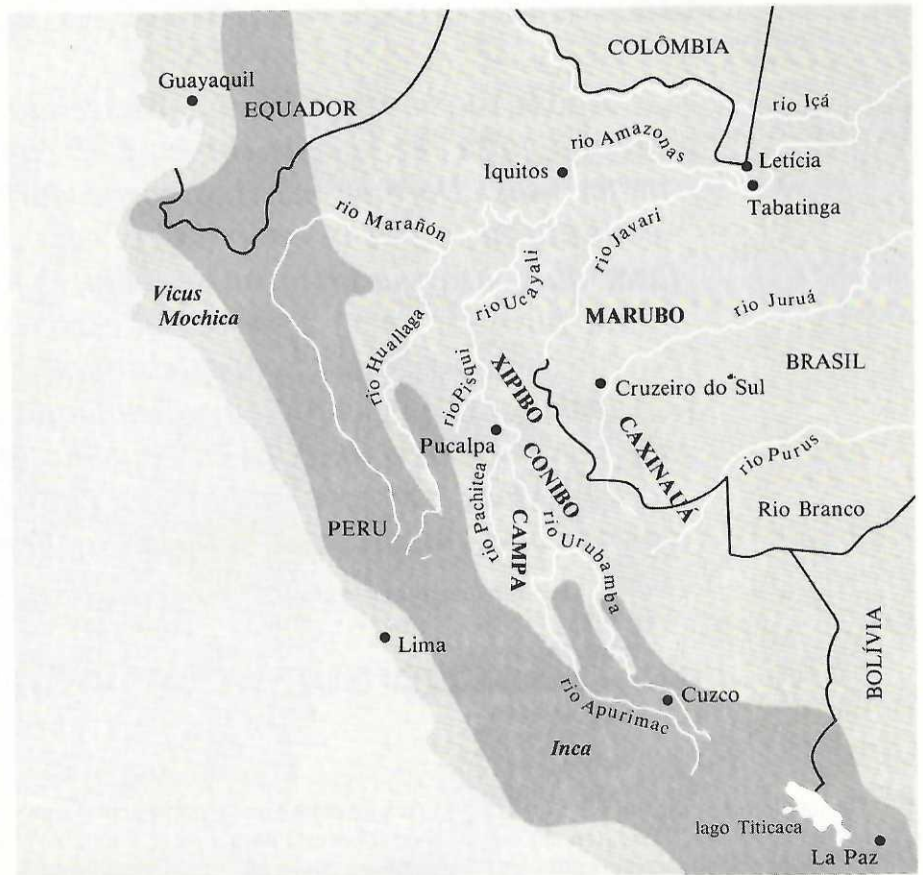 COLÔMBIA
Guayaquil
EQUADOR
rio Içá
rio Amazonas
Letícia
Iquitos
Tabatinga
rio Marañón
rio Javari
rio Ucayali
Vicus
Mochica
MARUBO
rio Juruá
rio Huallaga
rio Pisqui
XIPIBO
BRASIL
Cruzeiro do Sul
CAXINAUÁ
Pucalpa
CONIBO
rio Purus
rio Pachitea
CAMPA
rio Urubamba
Rio Branco
PERU
BOLÍVIA
Lima
Cuzco
rio Apurimac
Inca
lago Titicaca
La Paz